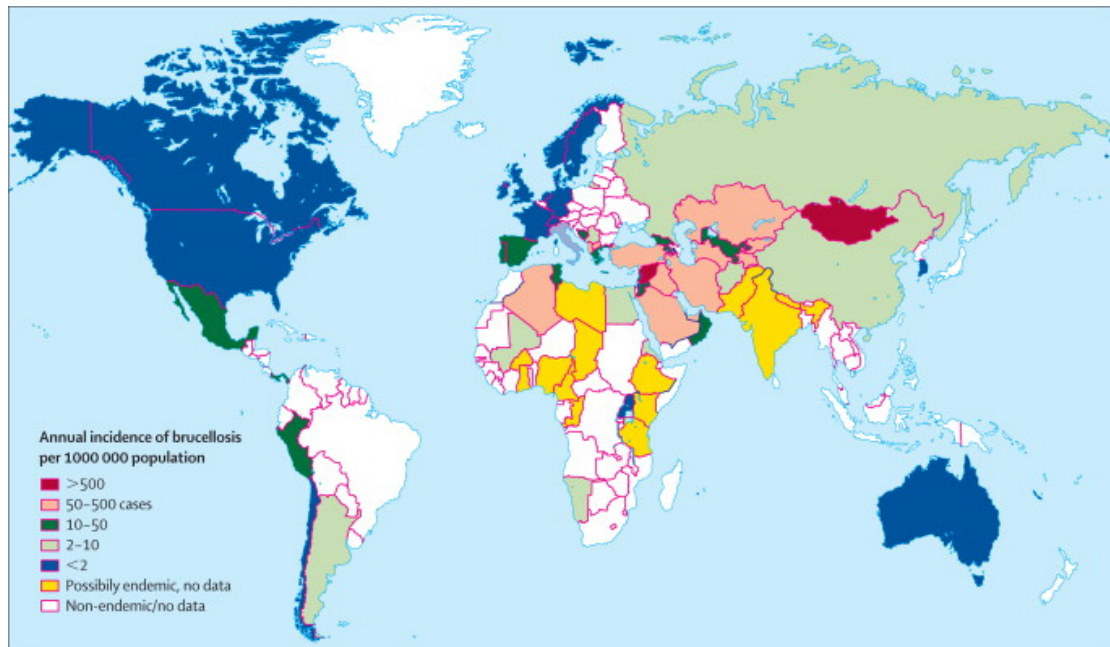 Annual incidence of brucellosis
per 1000 000 population
>500
50–500 cases
10–50
2–10
<2
Possibily endemic, no data
Non-endemic/no data